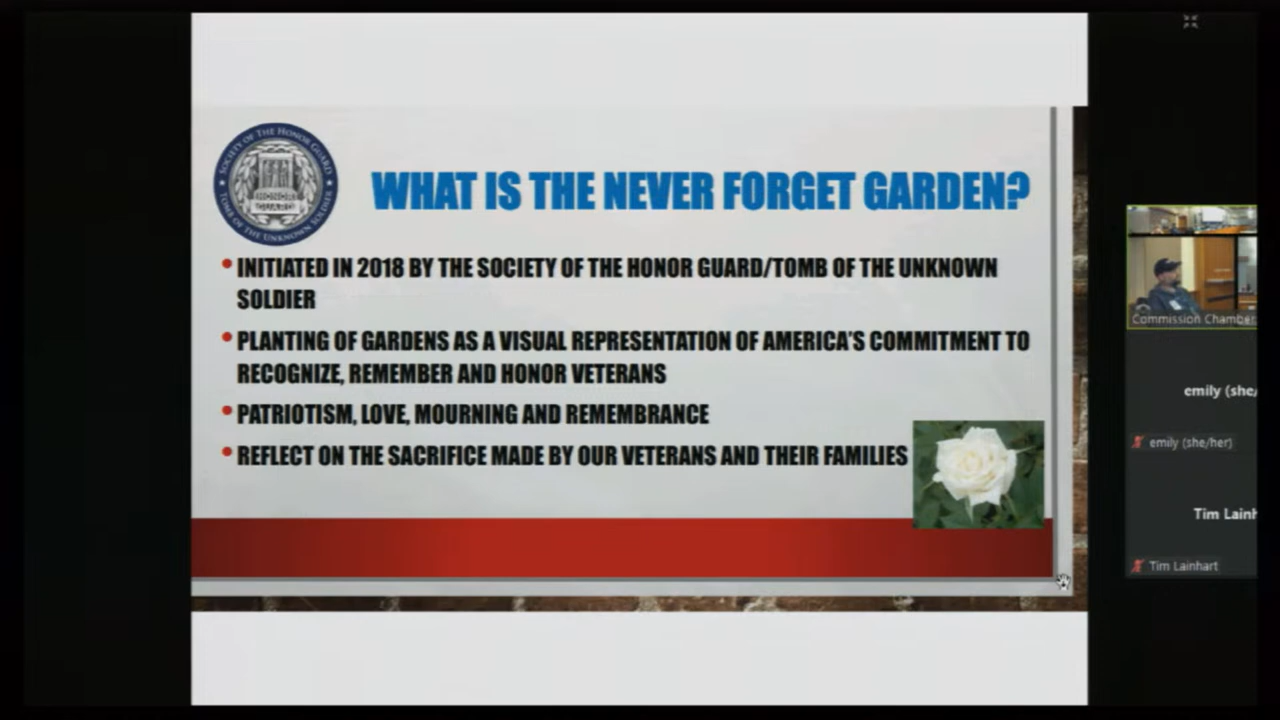 SOCIETY OF THE HONOR GUARD
TOMB OF THE UNKNOWN SOLDIER
WHAT IS THE NEVER FORGET GARDEN?
INITIATED IN 2018 BY THE SOCIETY OF THE HONOR GUARD/TOMB OF THE UNKNOWN
SOLDIER
PLANTING OF GARDENS AS A VISUAL REPRESENTATION OF AMERICA'S COMMITMENT TO
RECOGNIZE, REMEMBER AND HONOR VETERANS
PATRIOTISM, LOVE, MOURNING AND REMEMBRANCE
REFLECT ON THE SACRIFICE MADE BY OUR VETERANS AND THEIR FAMILIES
Commission Chamber
emily (she/
emily (she/her)
Tim Lainh
Tim Lainhart